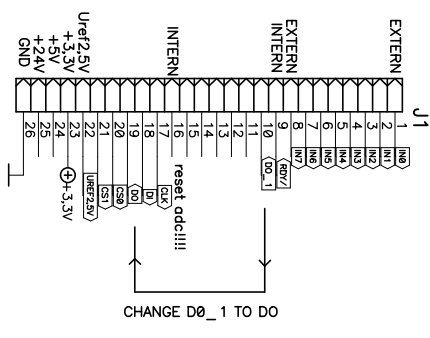 EXTERN
EXTERN
INTERN
INTERN
Uref2,5V
+3,3V
+5V
+24V
GND
J1
1
2
3
4
5
6
7
8
9
10
11
12
13
14
15
16
17
18
19
20
21
22
23
24
25
26
IN0
IN1
IN2
IN3
IN4
IN5
IN6
IN7
RDY/
DO_1
reset adc!!!!
CLK
DI
DO
CS0
CS1
UREF2,5V
+3,3V
CHANGE D0_1 TO DO